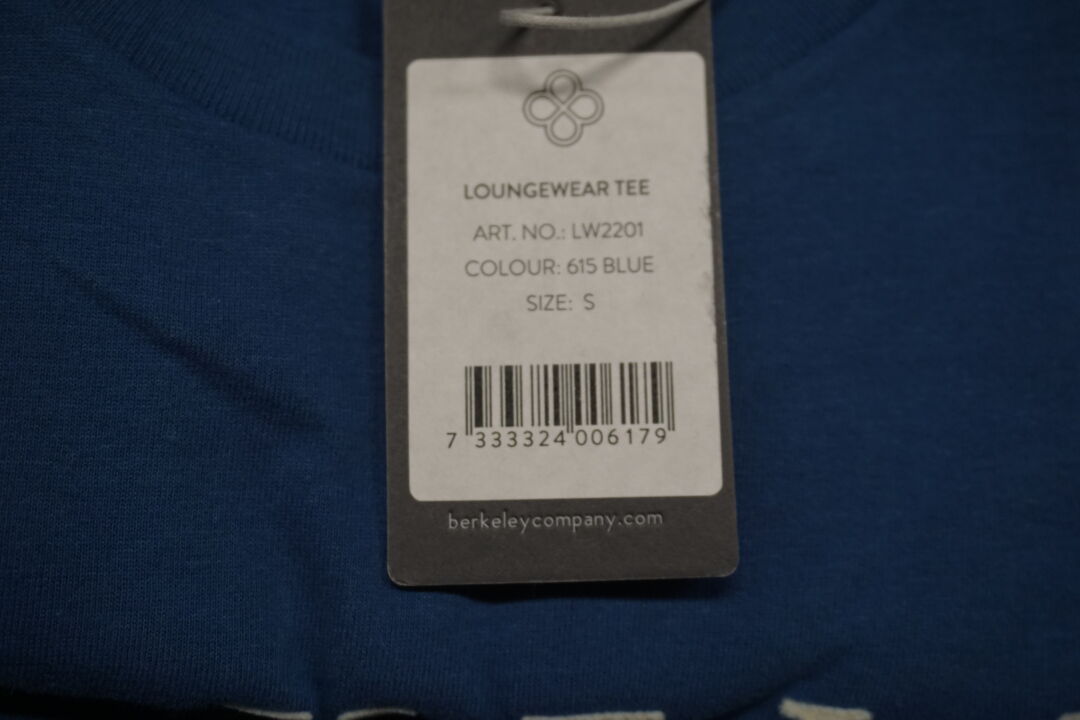 LOUNGEWEAR TEE
ART. NO.: LW2201
COLOUR: 615 BLUE
SIZE: S
7 333324 006179
berkeleycompany.com